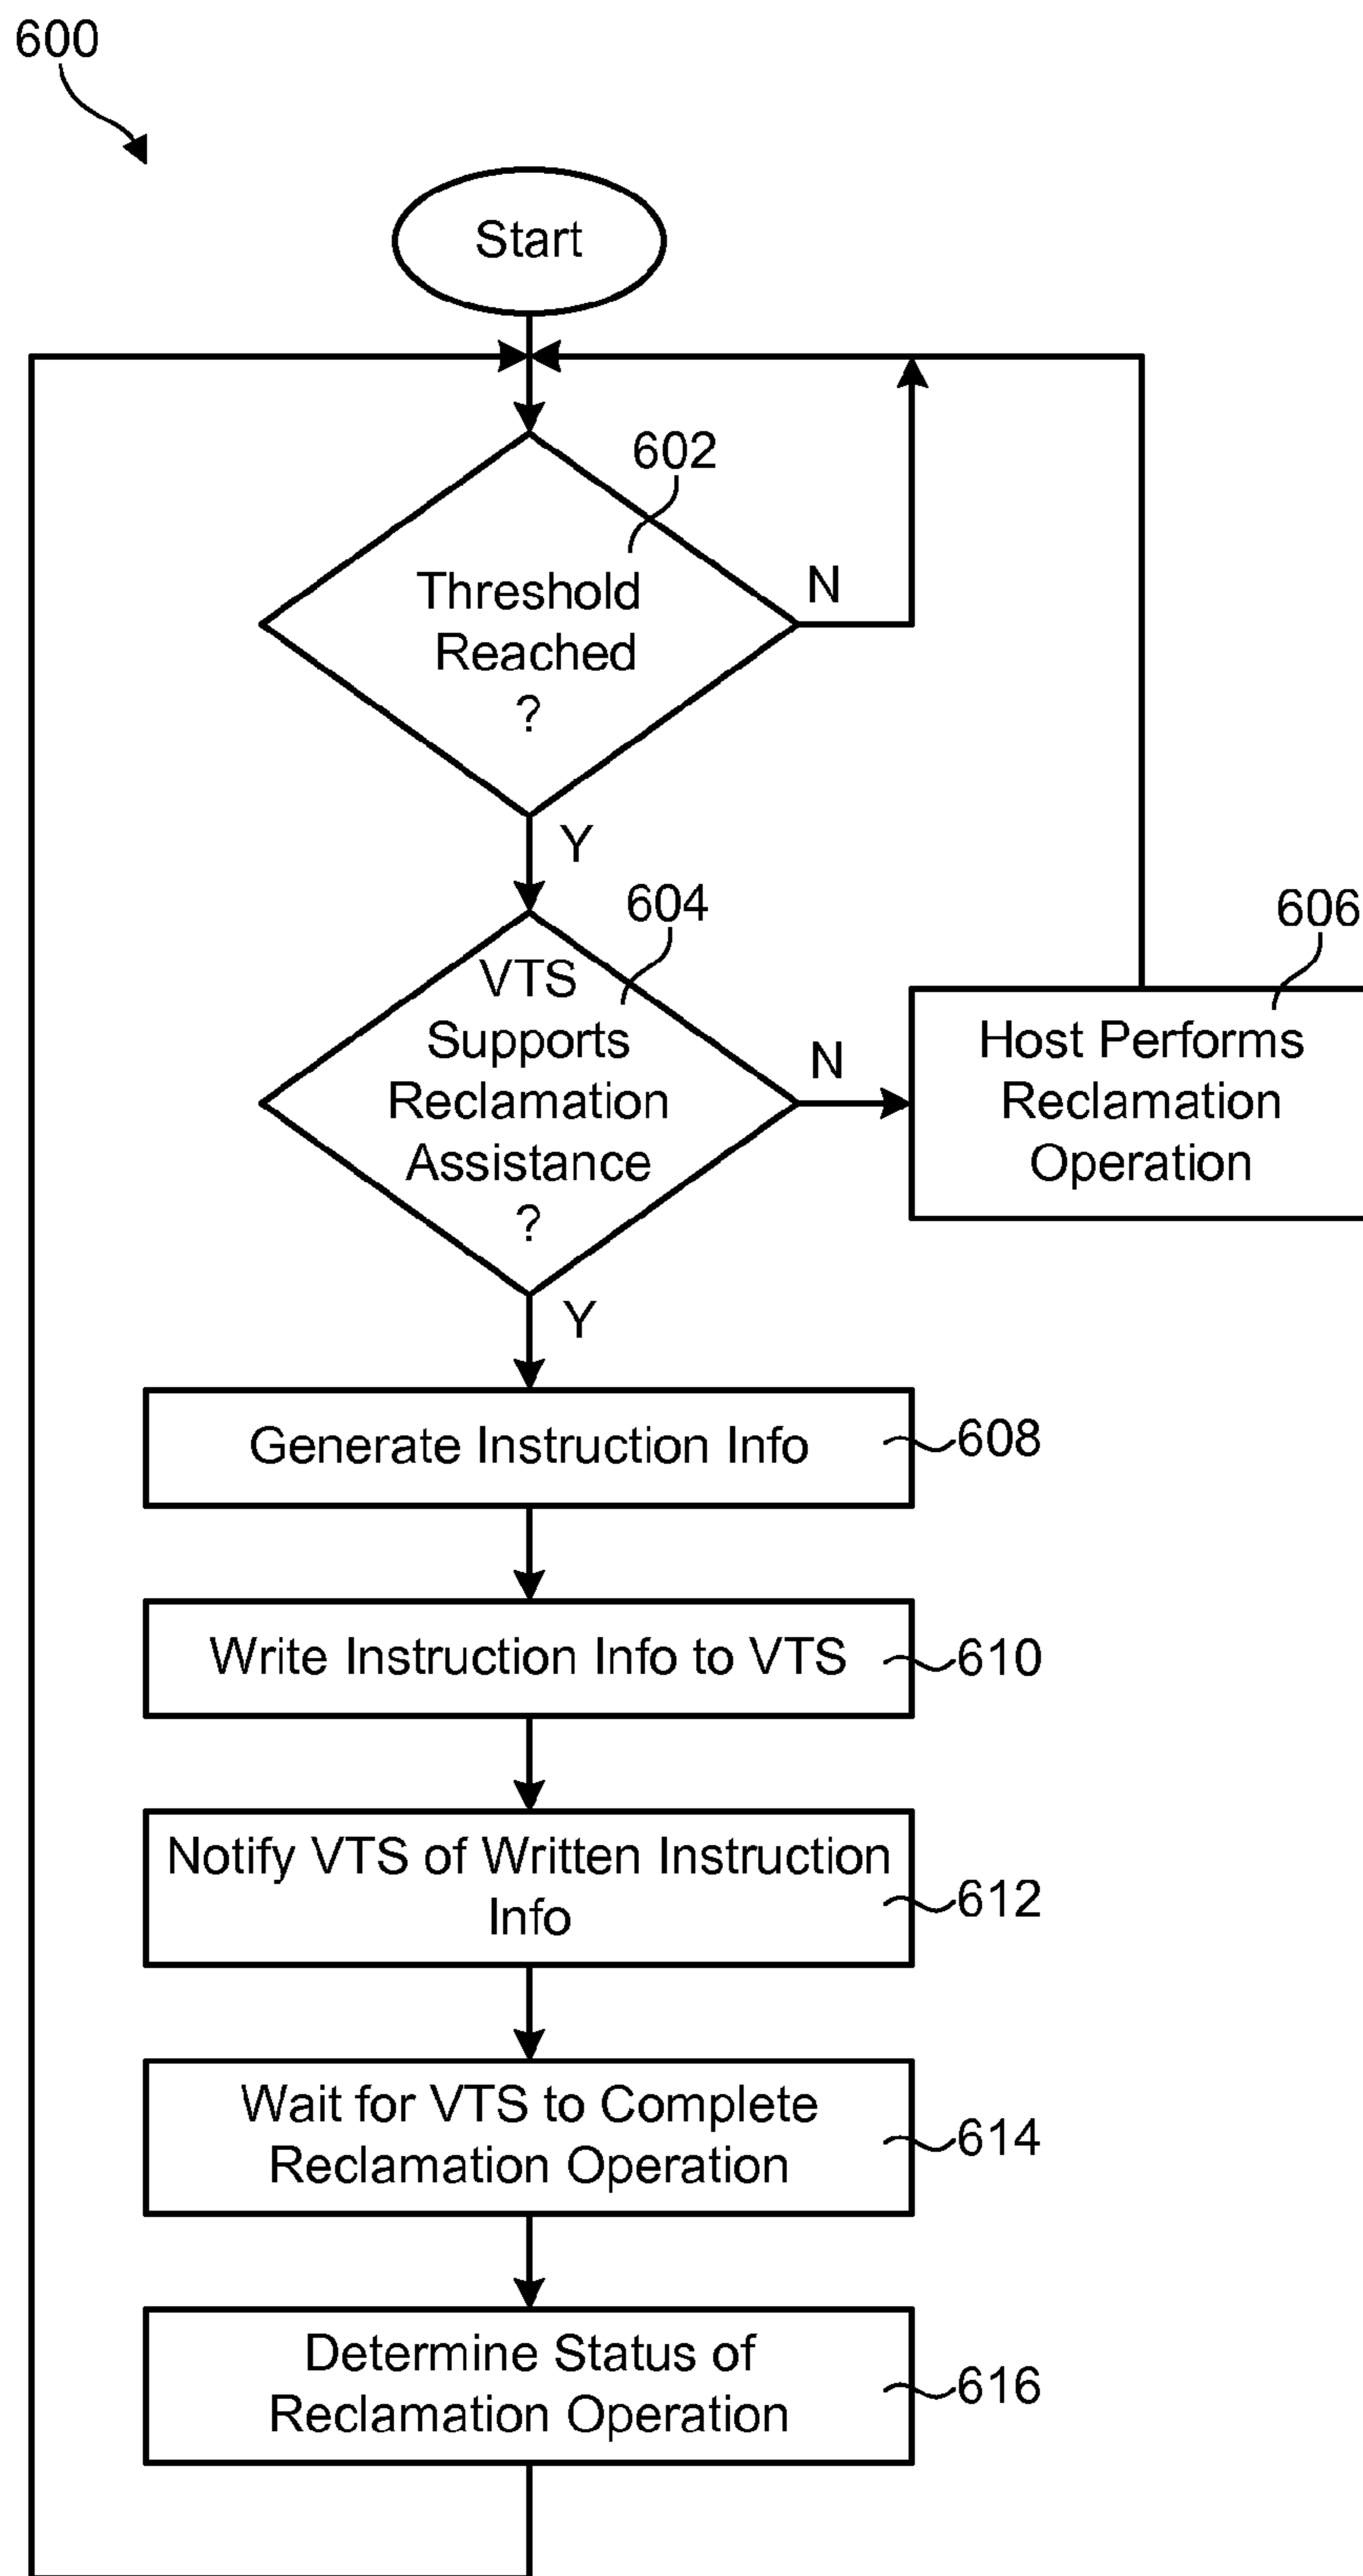 600
Start
602
Threshold
Reached
?
N
Y
604
VTS
Supports
Reclamation
Assistance
?
N
606
Host Performs
Reclamation
Operation
Y
Generate Instruction Info
608
Write Instruction Info to VTS
610
Notify VTS of Written Instruction
Info
612
Wait for VTS to Complete
Reclamation Operation
614
Determine Status of
Reclamation Operation
616